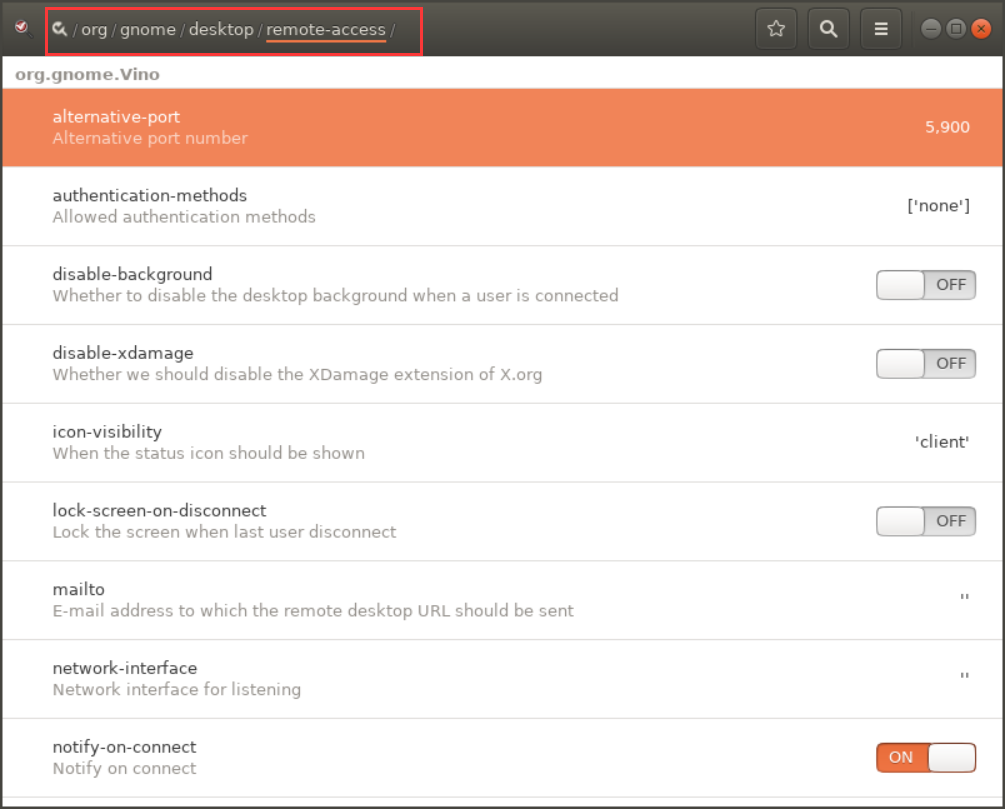 / org / gnome / desktop / remote-access /
org.gnome.Vino
alternative-port
Alternative port number
5,900
authentication-methods
Allowed authentication methods
['none']
disable-background
Whether to disable the desktop background when a user is connected
OFF
disable-xdamage
Whether we should disable the XDamage extension of X.org
OFF
icon-visibility
When the status icon should be shown
'client'
lock-screen-on-disconnect
Lock the screen when last user disconnect
OFF
mailto
E-mail address to which the remote desktop URL should be sent
''
network-interface
Network interface for listening
''
notify-on-connect
Notify on connect
ON